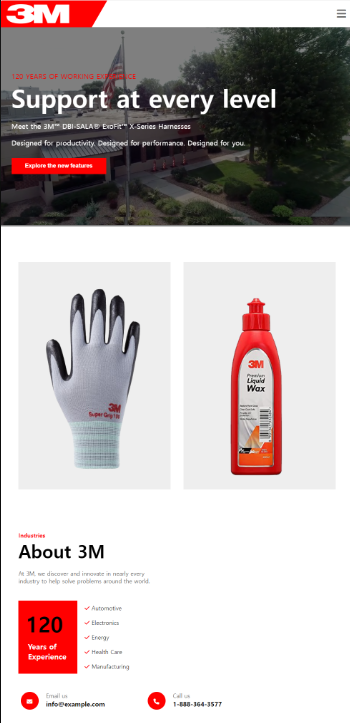 3M
120 YEARS OF WORKING EXPERIENCE
Support at every level
Meet the 3M™ DBI-SALA® ExoFit™ X-Series Harnesses
Designed for productivity. Designed for performance. Designed for you.
Explore the new features
3M
Super Grip
3M
Premium
Liquid
Wax
Industries
About 3M
At 3M, we discover and innovate in nearly every
industry to help solve problems around the world.
120
Years of
Experience
Automotive
Electronics
Energy
Health Care
Manufacturing
Email us
info@example.com
Call us
1-888-364-3577